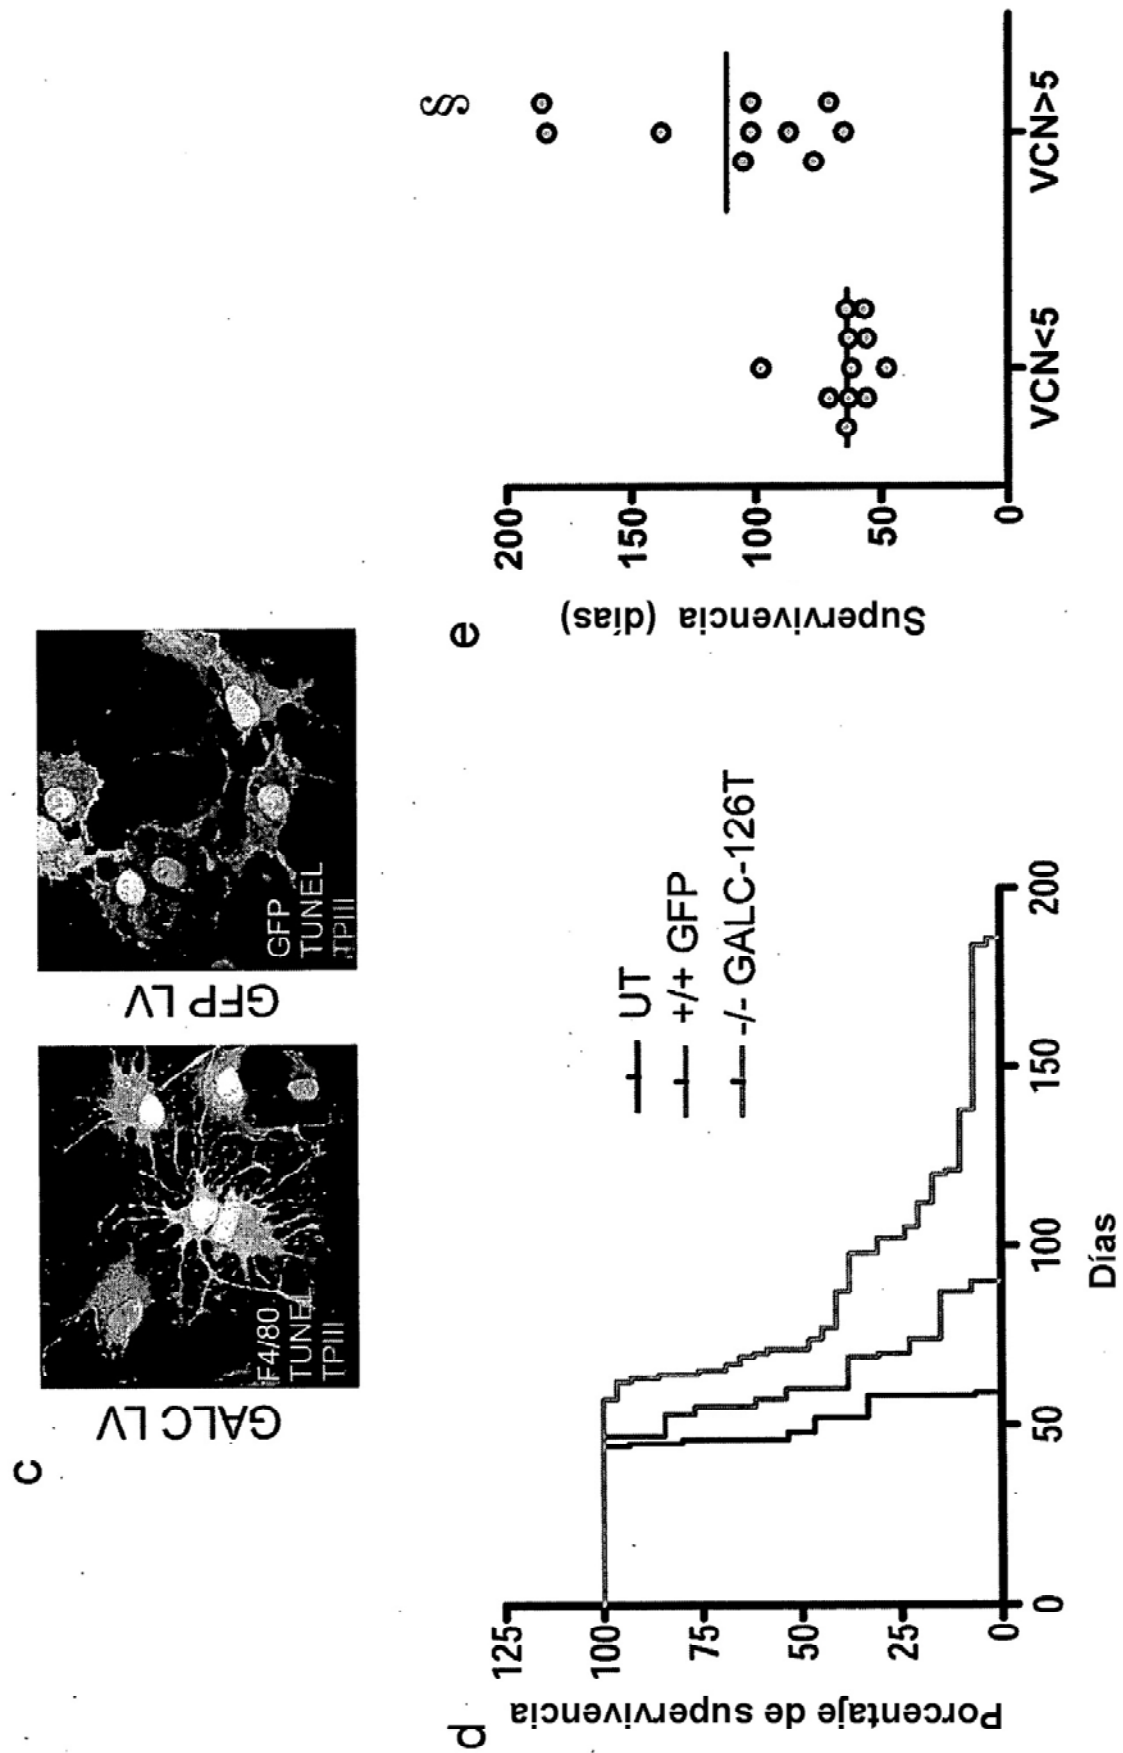 c
GALC LV
F4/80
TUNEL
TPIII
GFP LV
GFP
TUNEL
TPIII
d
Porcentaje de supervivencia
125
100
75
50
25
0
0
50
100
150
200
Días
UT
+/+ GFP
-/- GALC-126T
e
Supervivencia (días)
200
150
100
50
0
VCN<5
VCN>5
§